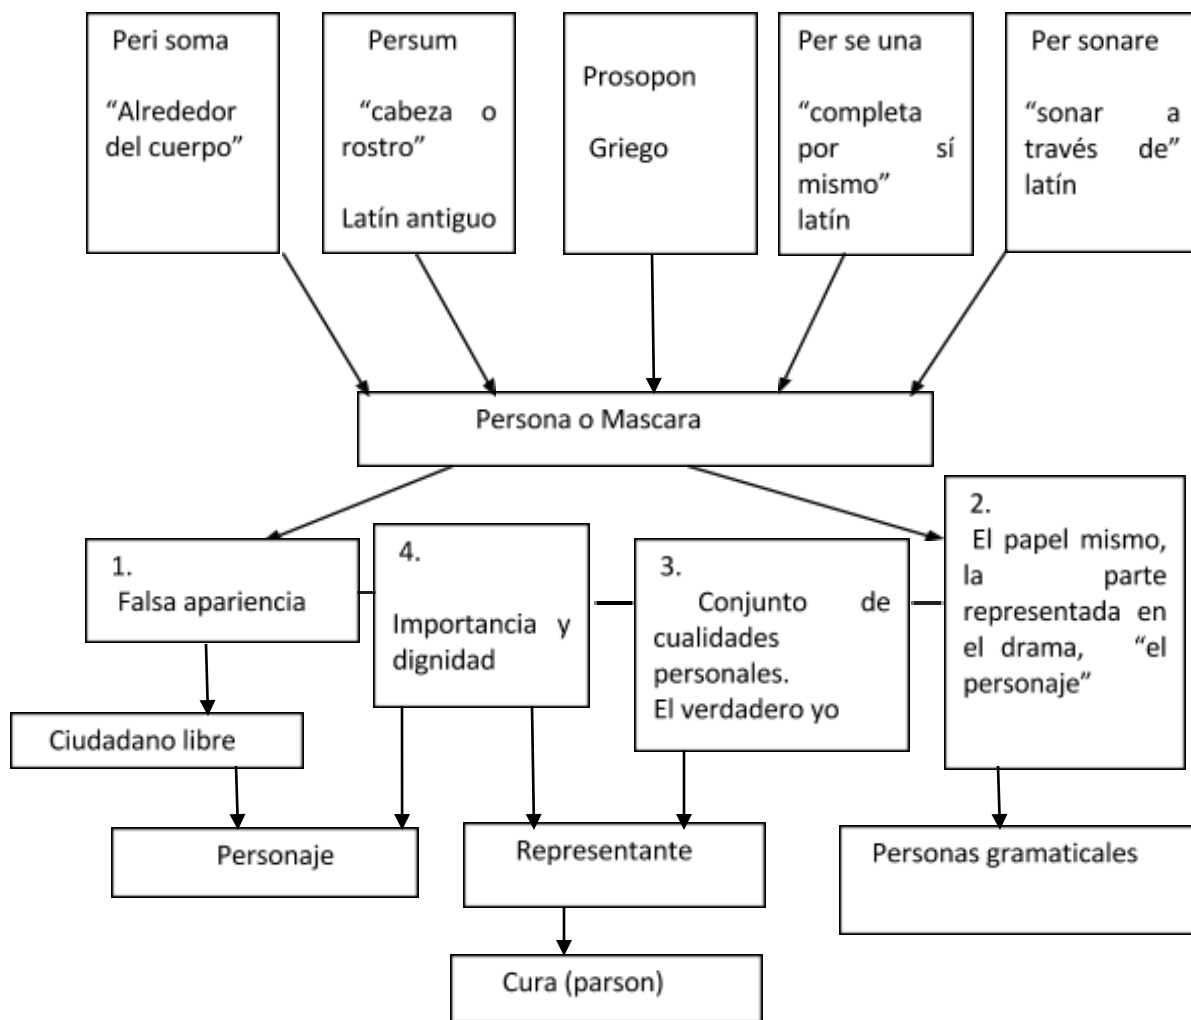 Peri soma
“Alrededor
del cuerpo”
Persum
“cabeza o
rostro”
Latín antiguo
Prosopon
Griego
Per se una
“completa
por sí
mismo”
latín
Per sonare
“sonar a
través de”
latín
Persona o Mascara
1.
Falsa apariencia
4.
Importancia y
dignidad
3.
Conjunto de
cualidades
personales.
El verdadero yo
2.
El papel mismo,
la parte
representada en
el drama, “el
personaje”
Ciudadano libre
Personaje
Representante
Personas gramaticales
Cura (parson)